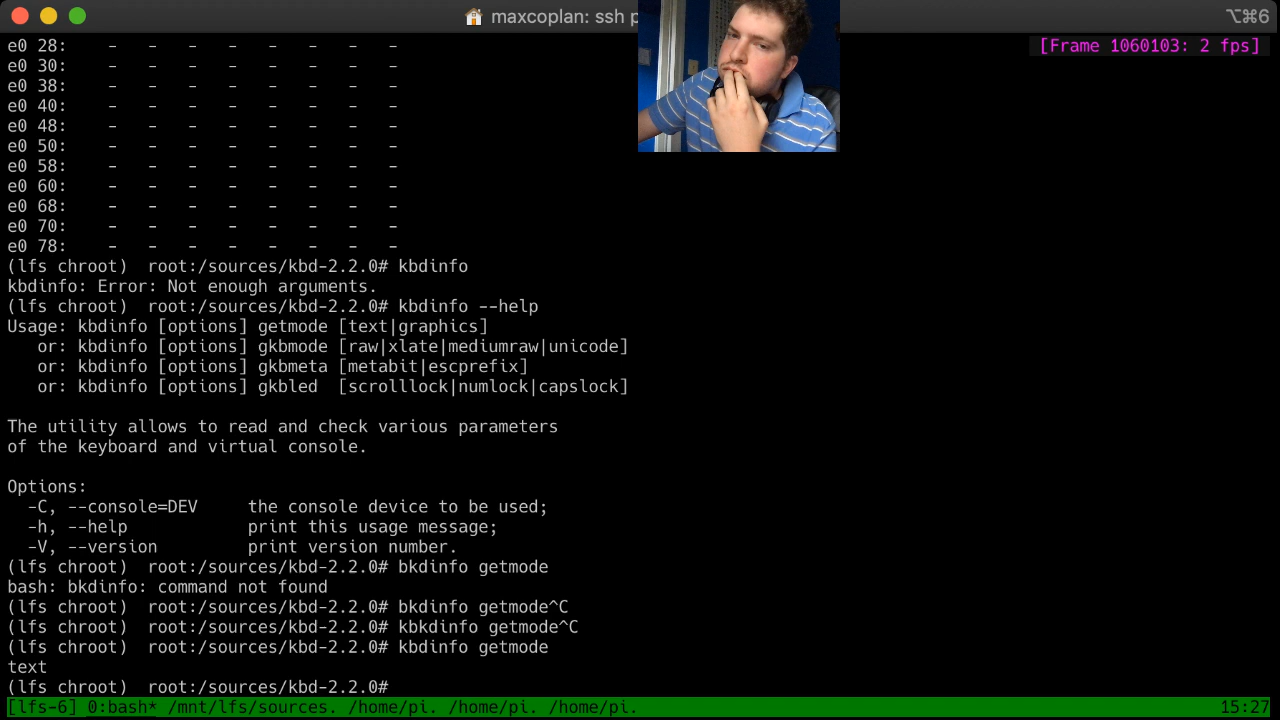 maxcoplan: ssh p
⌥⌘6
e0 28: - - - - - - - -
[Frame 1060103: 2 fps]
e0 30: - - - - - - - -
e0 38: - - - - - - - -
e0 40: - - - - - - - -
e0 48: - - - - - - - -
e0 50: - - - - - - - -
e0 58: - - - - - - - -
e0 60: - - - - - - - -
e0 68: - - - - - - - -
e0 70: - - - - - - - -
e0 78: - - - - - - - -
(lfs chroot)  root:/sources/kbd-2.2.0# kbdinfo
kbdinfo: Error: Not enough arguments.
(lfs chroot)  root:/sources/kbd-2.2.0# kbdinfo --help
Usage: kbdinfo [options] getmode [text|graphics]
   or: kbdinfo [options] gkbmode [raw|xlate|mediumraw|unicode]
   or: kbdinfo [options] gkbmeta [metabit|escprefix]
   or: kbdinfo [options] gkbled  [scrolllock|numlock|capslock]
The utility allows to read and check various parameters
of the keyboard and virtual console.
Options:
  -C, --console=DEV     the console device to be used;
  -h, --help            print this usage message;
  -V, --version         print version number.
(lfs chroot)  root:/sources/kbd-2.2.0# bkdinfo getmode
bash: bkdinfo: command not found
(lfs chroot)  root:/sources/kbd-2.2.0# bkdinfo getmode^C
(lfs chroot)  root:/sources/kbd-2.2.0# kbkdinfo getmode^C
(lfs chroot)  root:/sources/kbd-2.2.0# kbdinfo getmode
text
(lfs chroot)  root:/sources/kbd-2.2.0#
[lfs-6] 0:bash* /mnt/lfs/sources. /home/pi. /home/pi. /home/pi. 15:27